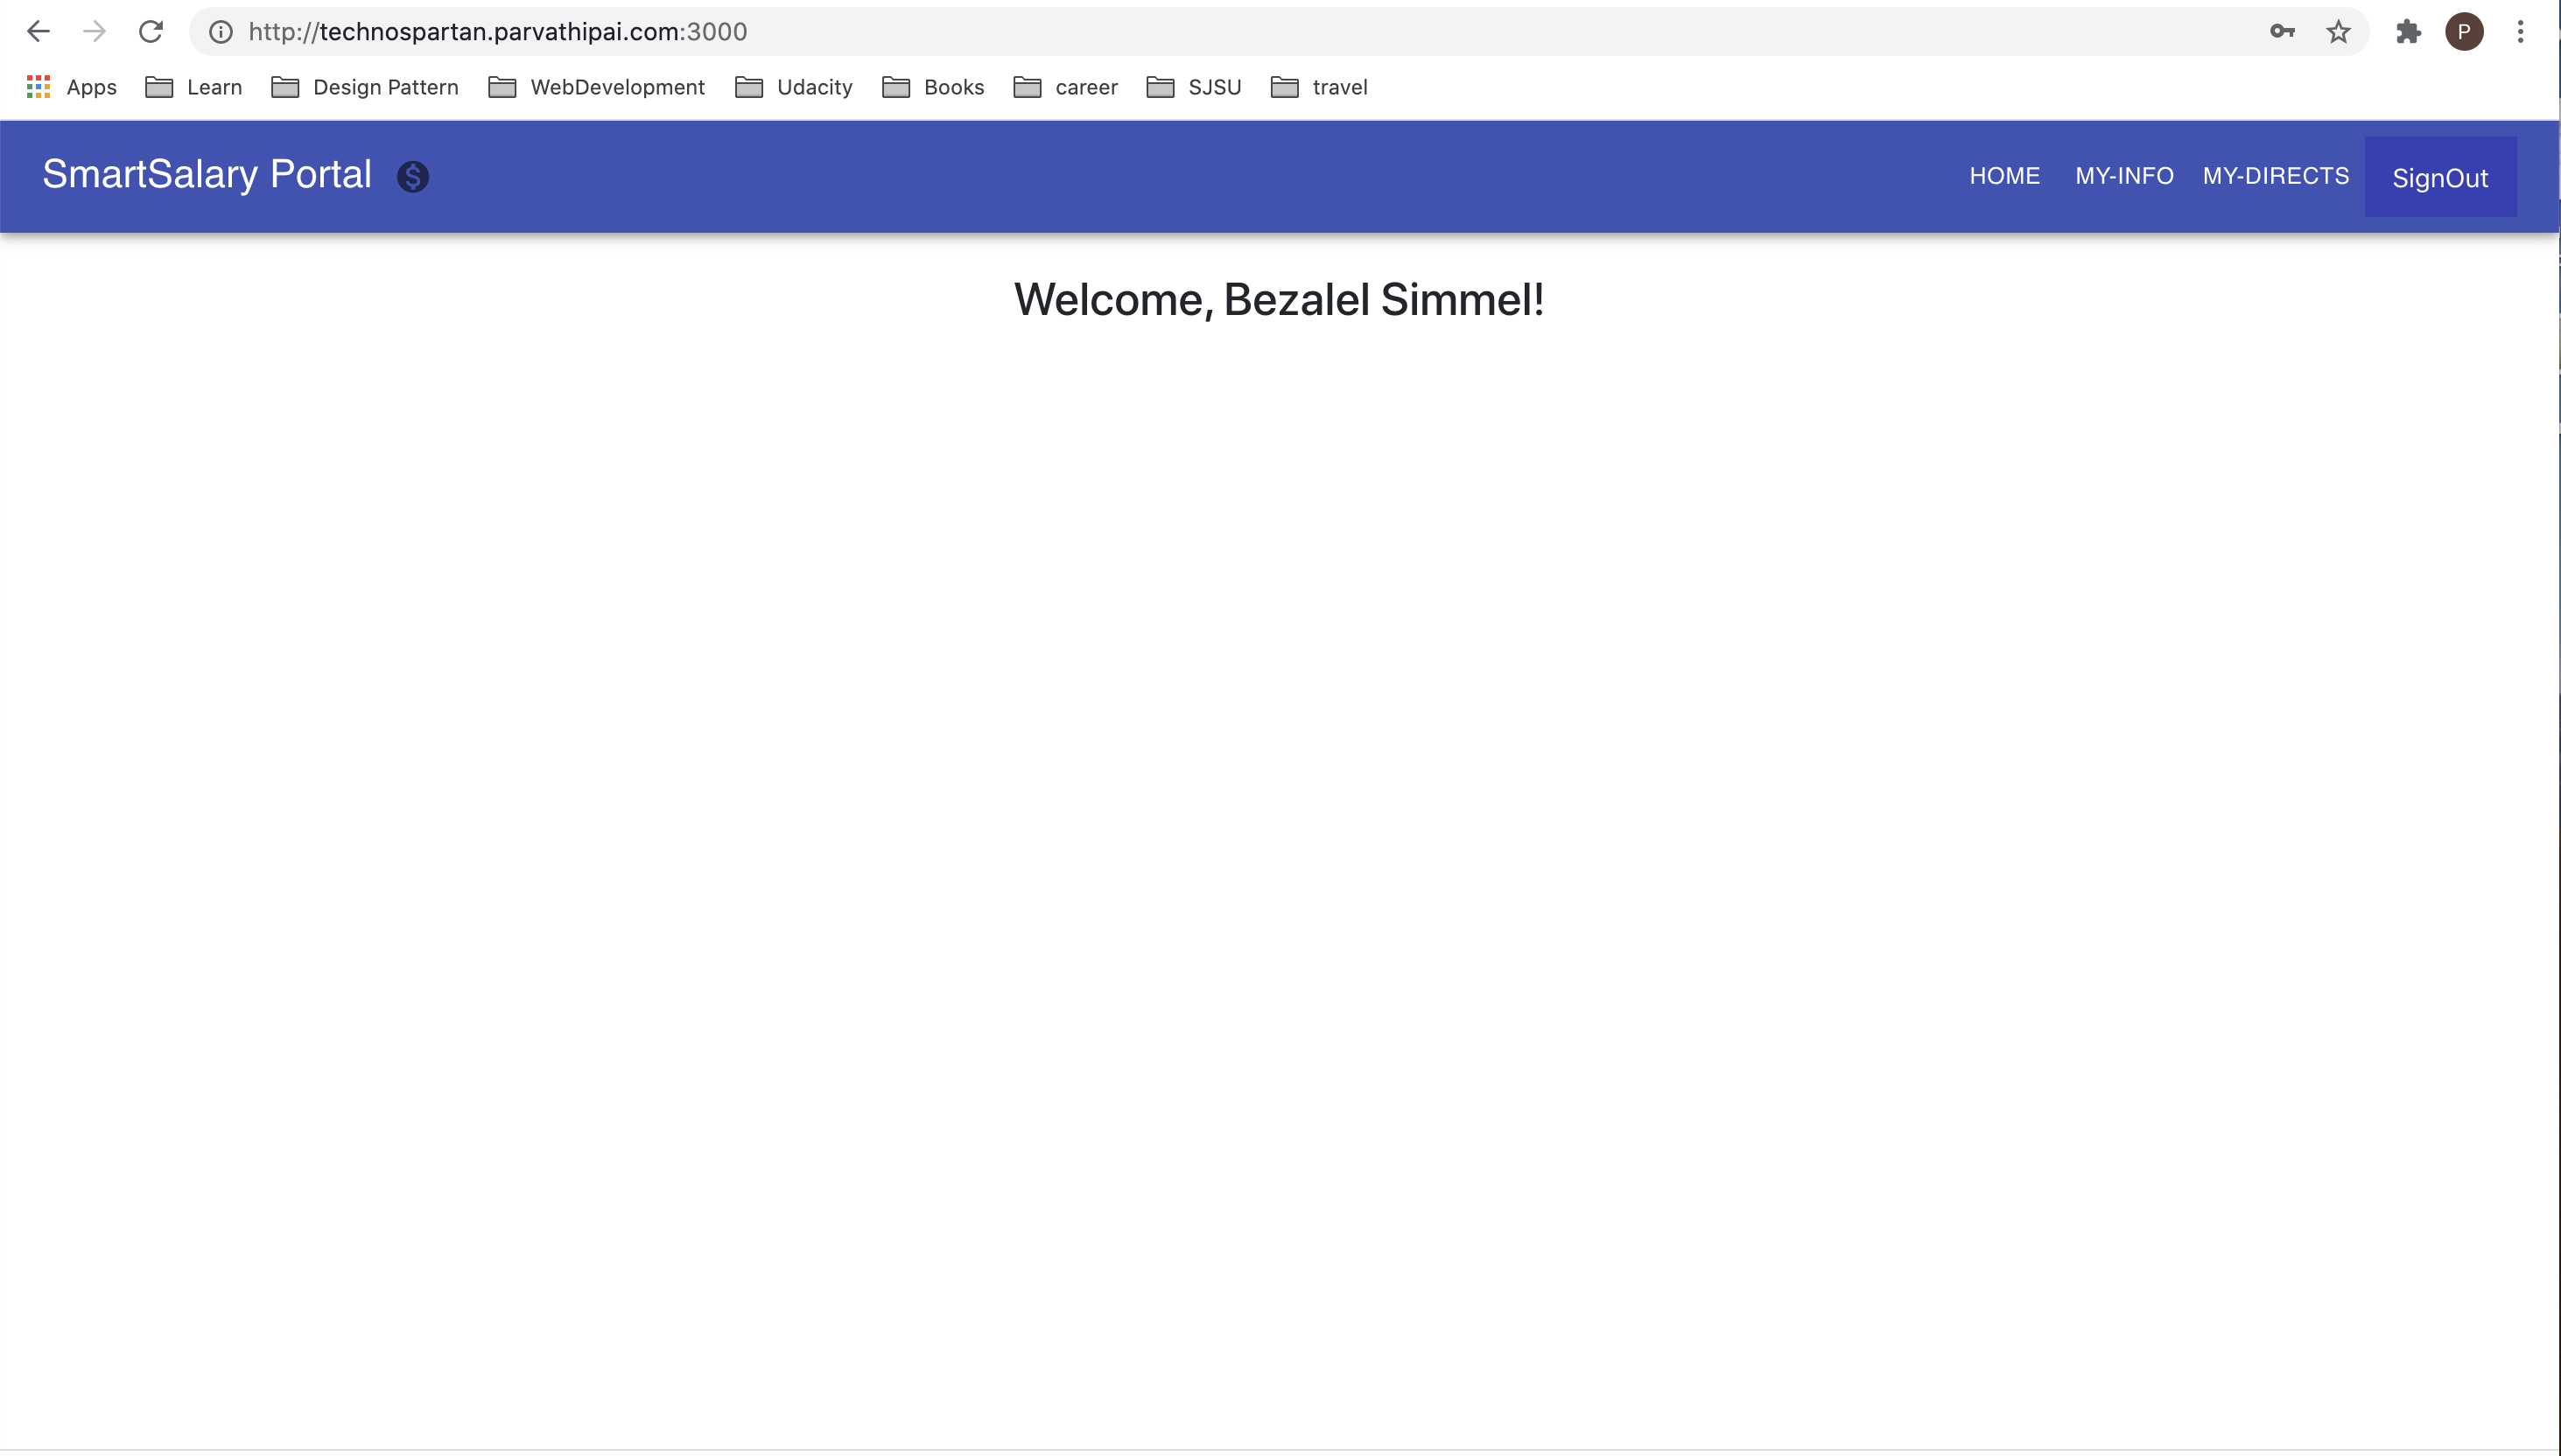 http://technospartan.parvathipai.com:3000
P
Apps Learn Design Pattern WebDevelopment Udacity Books career SJSU travel
SmartSalary Portal $ HOME MY-INFO MY-DIRECTS SignOut
Welcome, Bezalel Simmel!